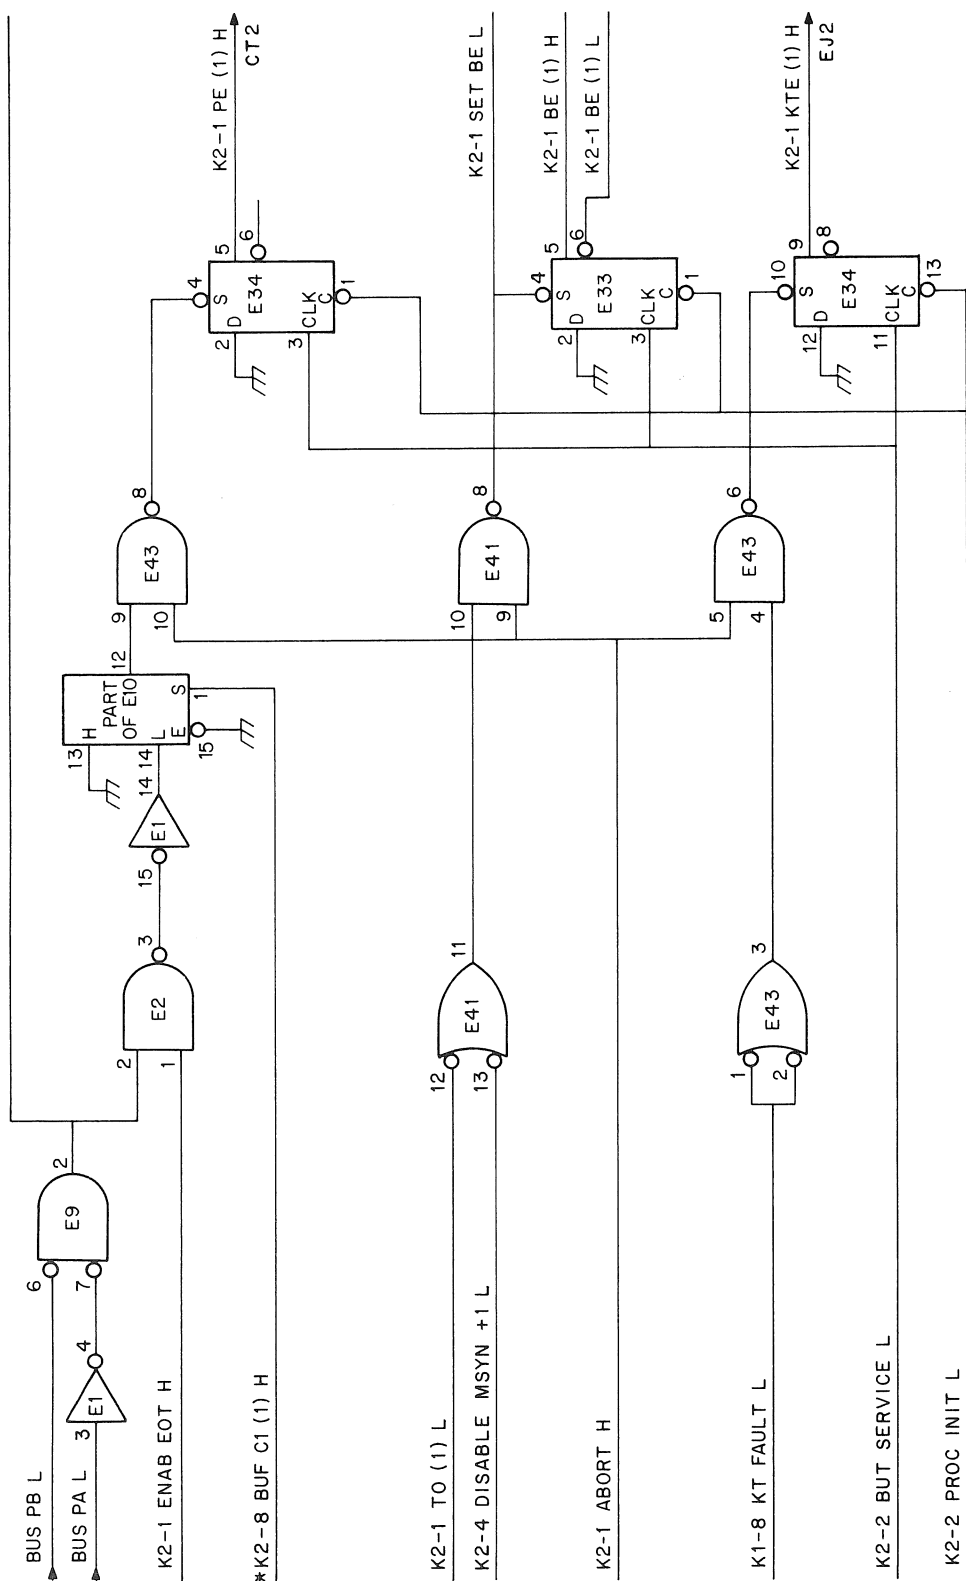 BUS PB L
BUS PA L
K2-1 ENAB EOT H
*K2-8 BUF C1 (1) H
K2-1 TO (1) L
K2-4 DISABLE MSYN +1 L
K2-1 ABORT H
K1-8 KT FAULT L
K2-2 BUT SERVICE L
K2-2 PROC INIT L
3
E1
4
6
7
E9
2
2
1
E2
3
15
E1
14
14
13
H
PART
OF E10
L
E
S
15
1
12
9
10
E43
8
12
13
E41
11
10
9
E41
8
1
2
E43
3
5
4
E43
6
4
S
2
D
E34
3
CLK
C
1
5
6
K2-1 PE (1) H
CT2
K2-1 SET BE L
4
S
2
D
E33
3
CLK
C
1
5
6
K2-1 BE (1) H
K2-1 BE (1) L
10
S
12
D
E34
11
CLK
C
13
9
8
K2-1 KTE (1) H
EJ2